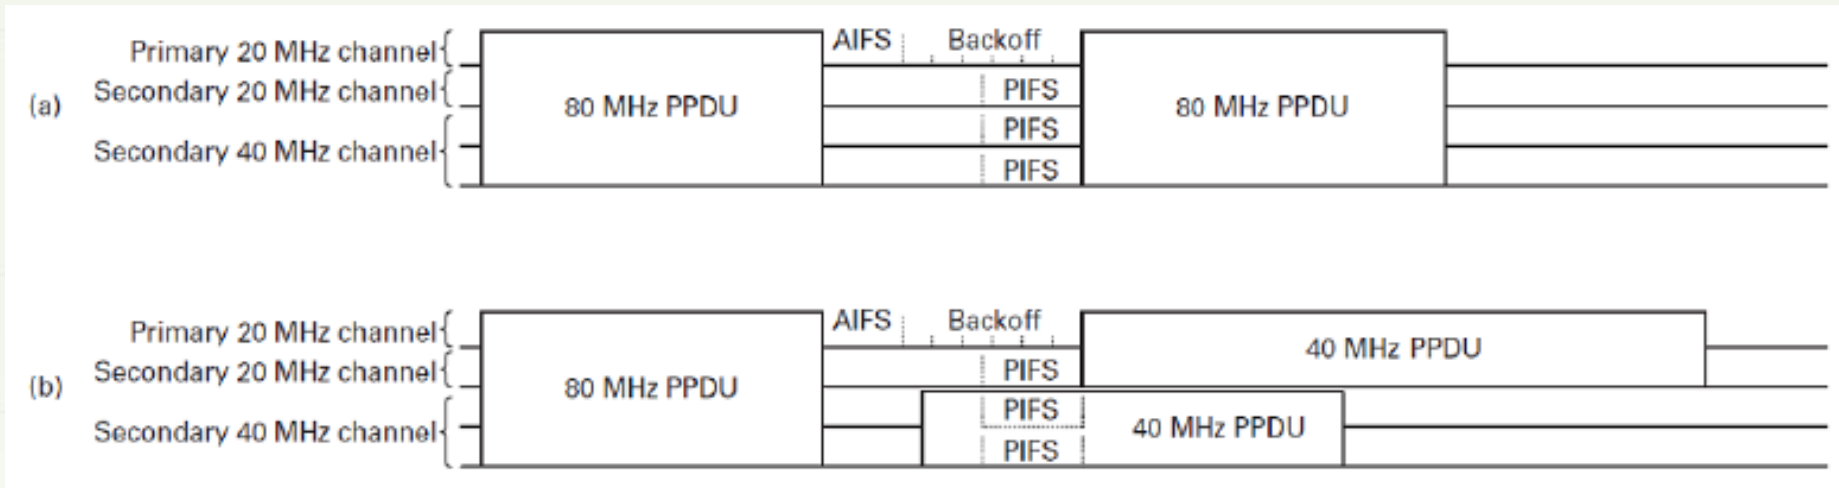 Primary 20 MHz channel
AIFS
Backoff
(a)
Secondary 20 MHz channel
PIFS
80 MHz PPDU
80 MHz PPDU
PIFS
Secondary 40 MHz channel
PIFS
Primary 20 MHz channel
AIFS
Backoff
40 MHz PPDU
(b)
Secondary 20 MHz channel
PIFS
80 MHz PPDU
PIFS
Secondary 40 MHz channel
40 MHz PPDU
PIFS